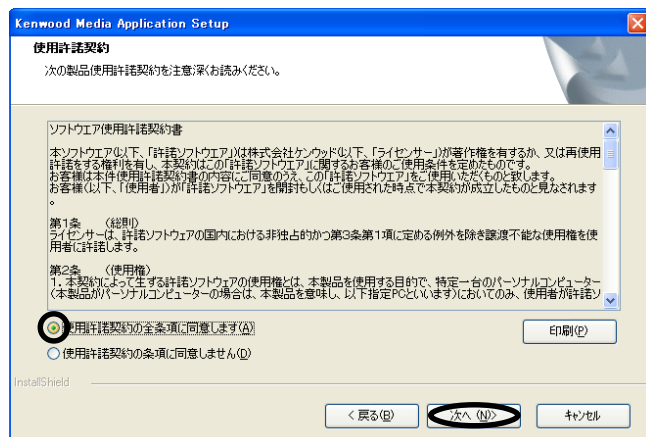 Kenwood Media Application Setup
使用許諾契約
次の製品使用許諾契約を注意深くお読みください。
ソフトウエア使用許諾契約書
本ソフトウエア(以下、「許諾ソフトウエア」)は株式会社ケンウッド(以下、「ライセンサー」)が著作権を有するか、又は再使用
許諾をする権利を有し、本契約はこの「許諾ソフトウエア」に関するお客様のご使用条件を定めたものです。
お客様は本件使用許諾契約書の内容にご同意のうえ、この「許諾ソフトウエア」をご使用いただくものと致します。
お客様(以下、「使用者」)が「許諾ソフトウエア」を開封もしくはご使用された時点で本契約が成立したものと見なされます
。
第1条　(総則)
ライセンサーは、許諾ソフトウエアの国内における非独占的かつ第3条第1項に定める例外を除き譲渡不能な使用権を使
用者に許諾します。
第2条　(使用権)
1. 本契約によって生ずる許諾ソフトウエアの使用権とは、本製品を使用する目的で、特定一台のパーソナルコンピューター
(本製品がパーソナルコンピューターの場合は、本製品を意味し、以下指定PCといいます)においてのみ、使用者が許諾ソ
使用許諾契約の全条項に同意します(A)
印刷(P)
使用許諾契約の条項に同意しません(D)
InstallShield
< 戻る(B)
次へ (N)>
キャンセル